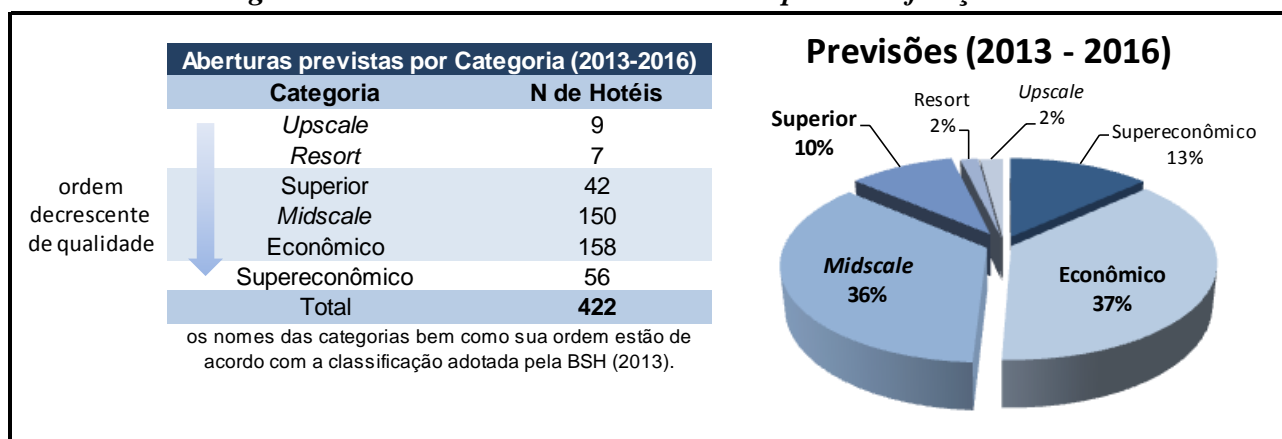 Aberturas previstas por Categoria (2013-2016)
Categoria N de Hotéis
Upscale 9
Resort 7
Superior 42
Midscale 150
Econômico 158
Supereconômico 56
Total 422
ordem
decrescente
de qualidade
os nomes das categorias bem como sua ordem estão de
acordo com a classificação adotada pela BSH (2013).
Previsões (2013 - 2016)
Superior
10%
Resort
2%
Upscale
2%
Supereconômico
13%
Midscale
36%
Econômico
37%